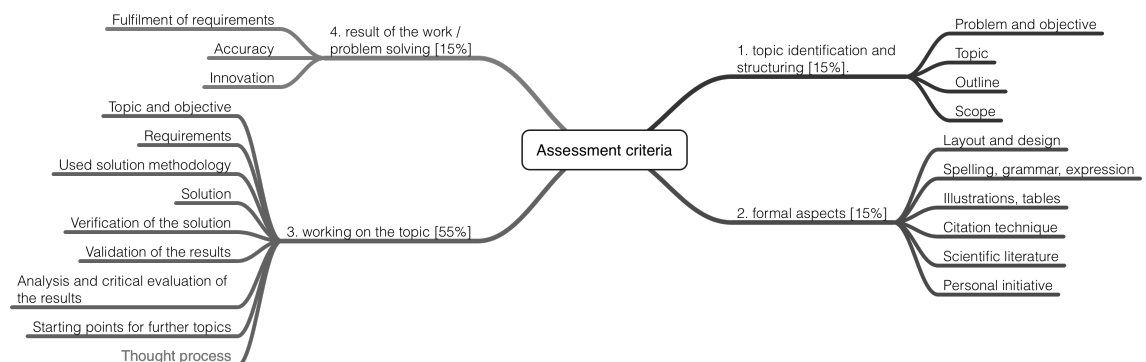 Assessment criteria
1. topic identification and
structuring [15%].
Problem and objective
Topic
Outline
Scope
2. formal aspects [15%]
Layout and design
Spelling, grammar, expression
Illustrations, tables
Citation technique
Scientific literature
Personal initiative
3. working on the topic [55%]
Topic and objective
Requirements
Used solution methodology
Solution
Verification of the solution
Validation of the results
Analysis and critical evaluation of
the results
Starting points for further topics
Thought process
4. result of the work /
problem solving [15%]
Fulfilment of requirements
Accuracy
Innovation